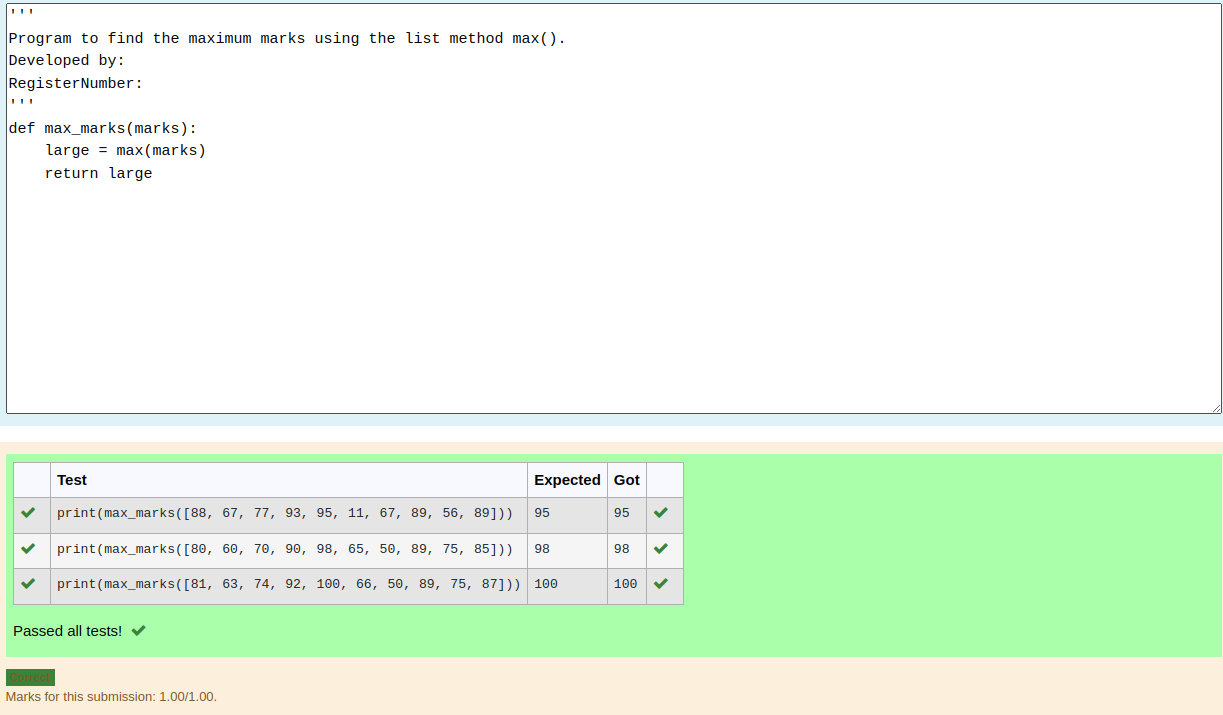 '''
Program to find the maximum marks using the list method max().
Developed by:
RegisterNumber:
'''
def max_marks(marks):
    large = max(marks)
    return large
Test Expected Got
print(max_marks([88, 67, 77, 93, 95, 11, 67, 89, 56, 89])) 95 95
print(max_marks([80, 60, 70, 90, 98, 65, 50, 89, 75, 85])) 98 98
print(max_marks([81, 63, 74, 92, 100, 66, 50, 89, 75, 87])) 100 100
Passed all tests!
Correct
Marks for this submission: 1.00/1.00.